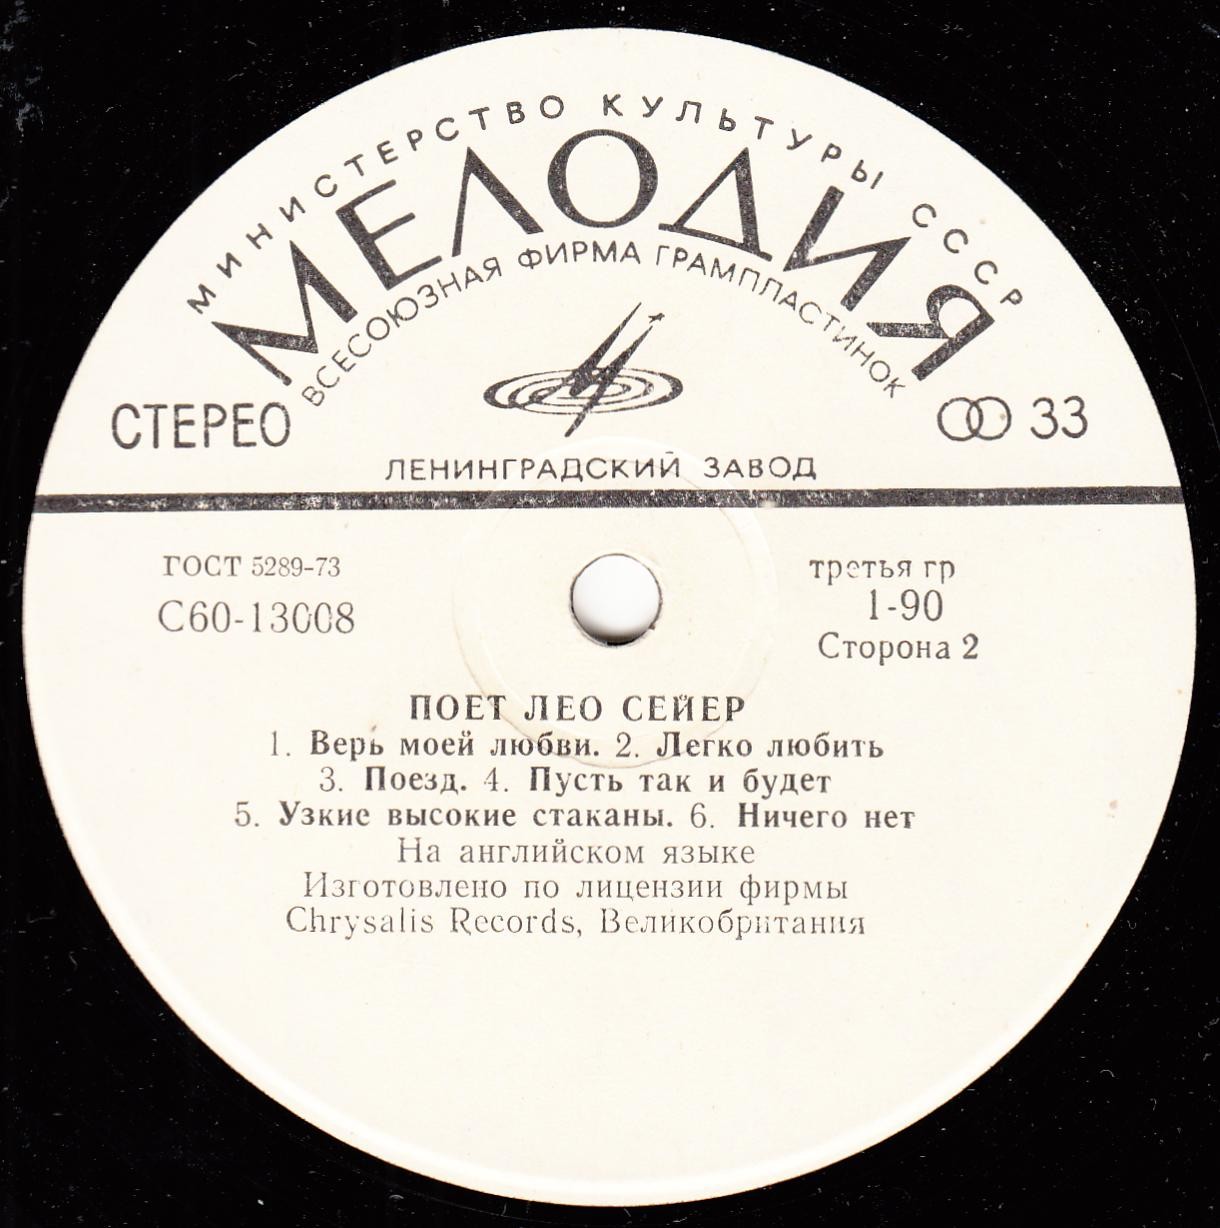 МИНИСТЕРСТВО КУЛЬТУРЫ СССР
МЕЛОДИЯ
ВСЕСОЮЗНАЯ ФИРМА ГРАМПЛАСТИНОК
СТЕРЕО
33
ЛЕНИНГРАДСКИЙ ЗАВОД
ГОСТ 5289-73
третья гр
С60-13008
1-90
Сторона 2
ПОЕТ ЛЕО СЕЙЕР
1. Верь моей любви. 2. Легко любить
3. Поезд. 4. Пусть так и будет
5. Узкие высокие стаканы. 6. Ничего нет
На английском языке
Изготовлено по лицензии фирмы
Chrysalis Records, Великобритания